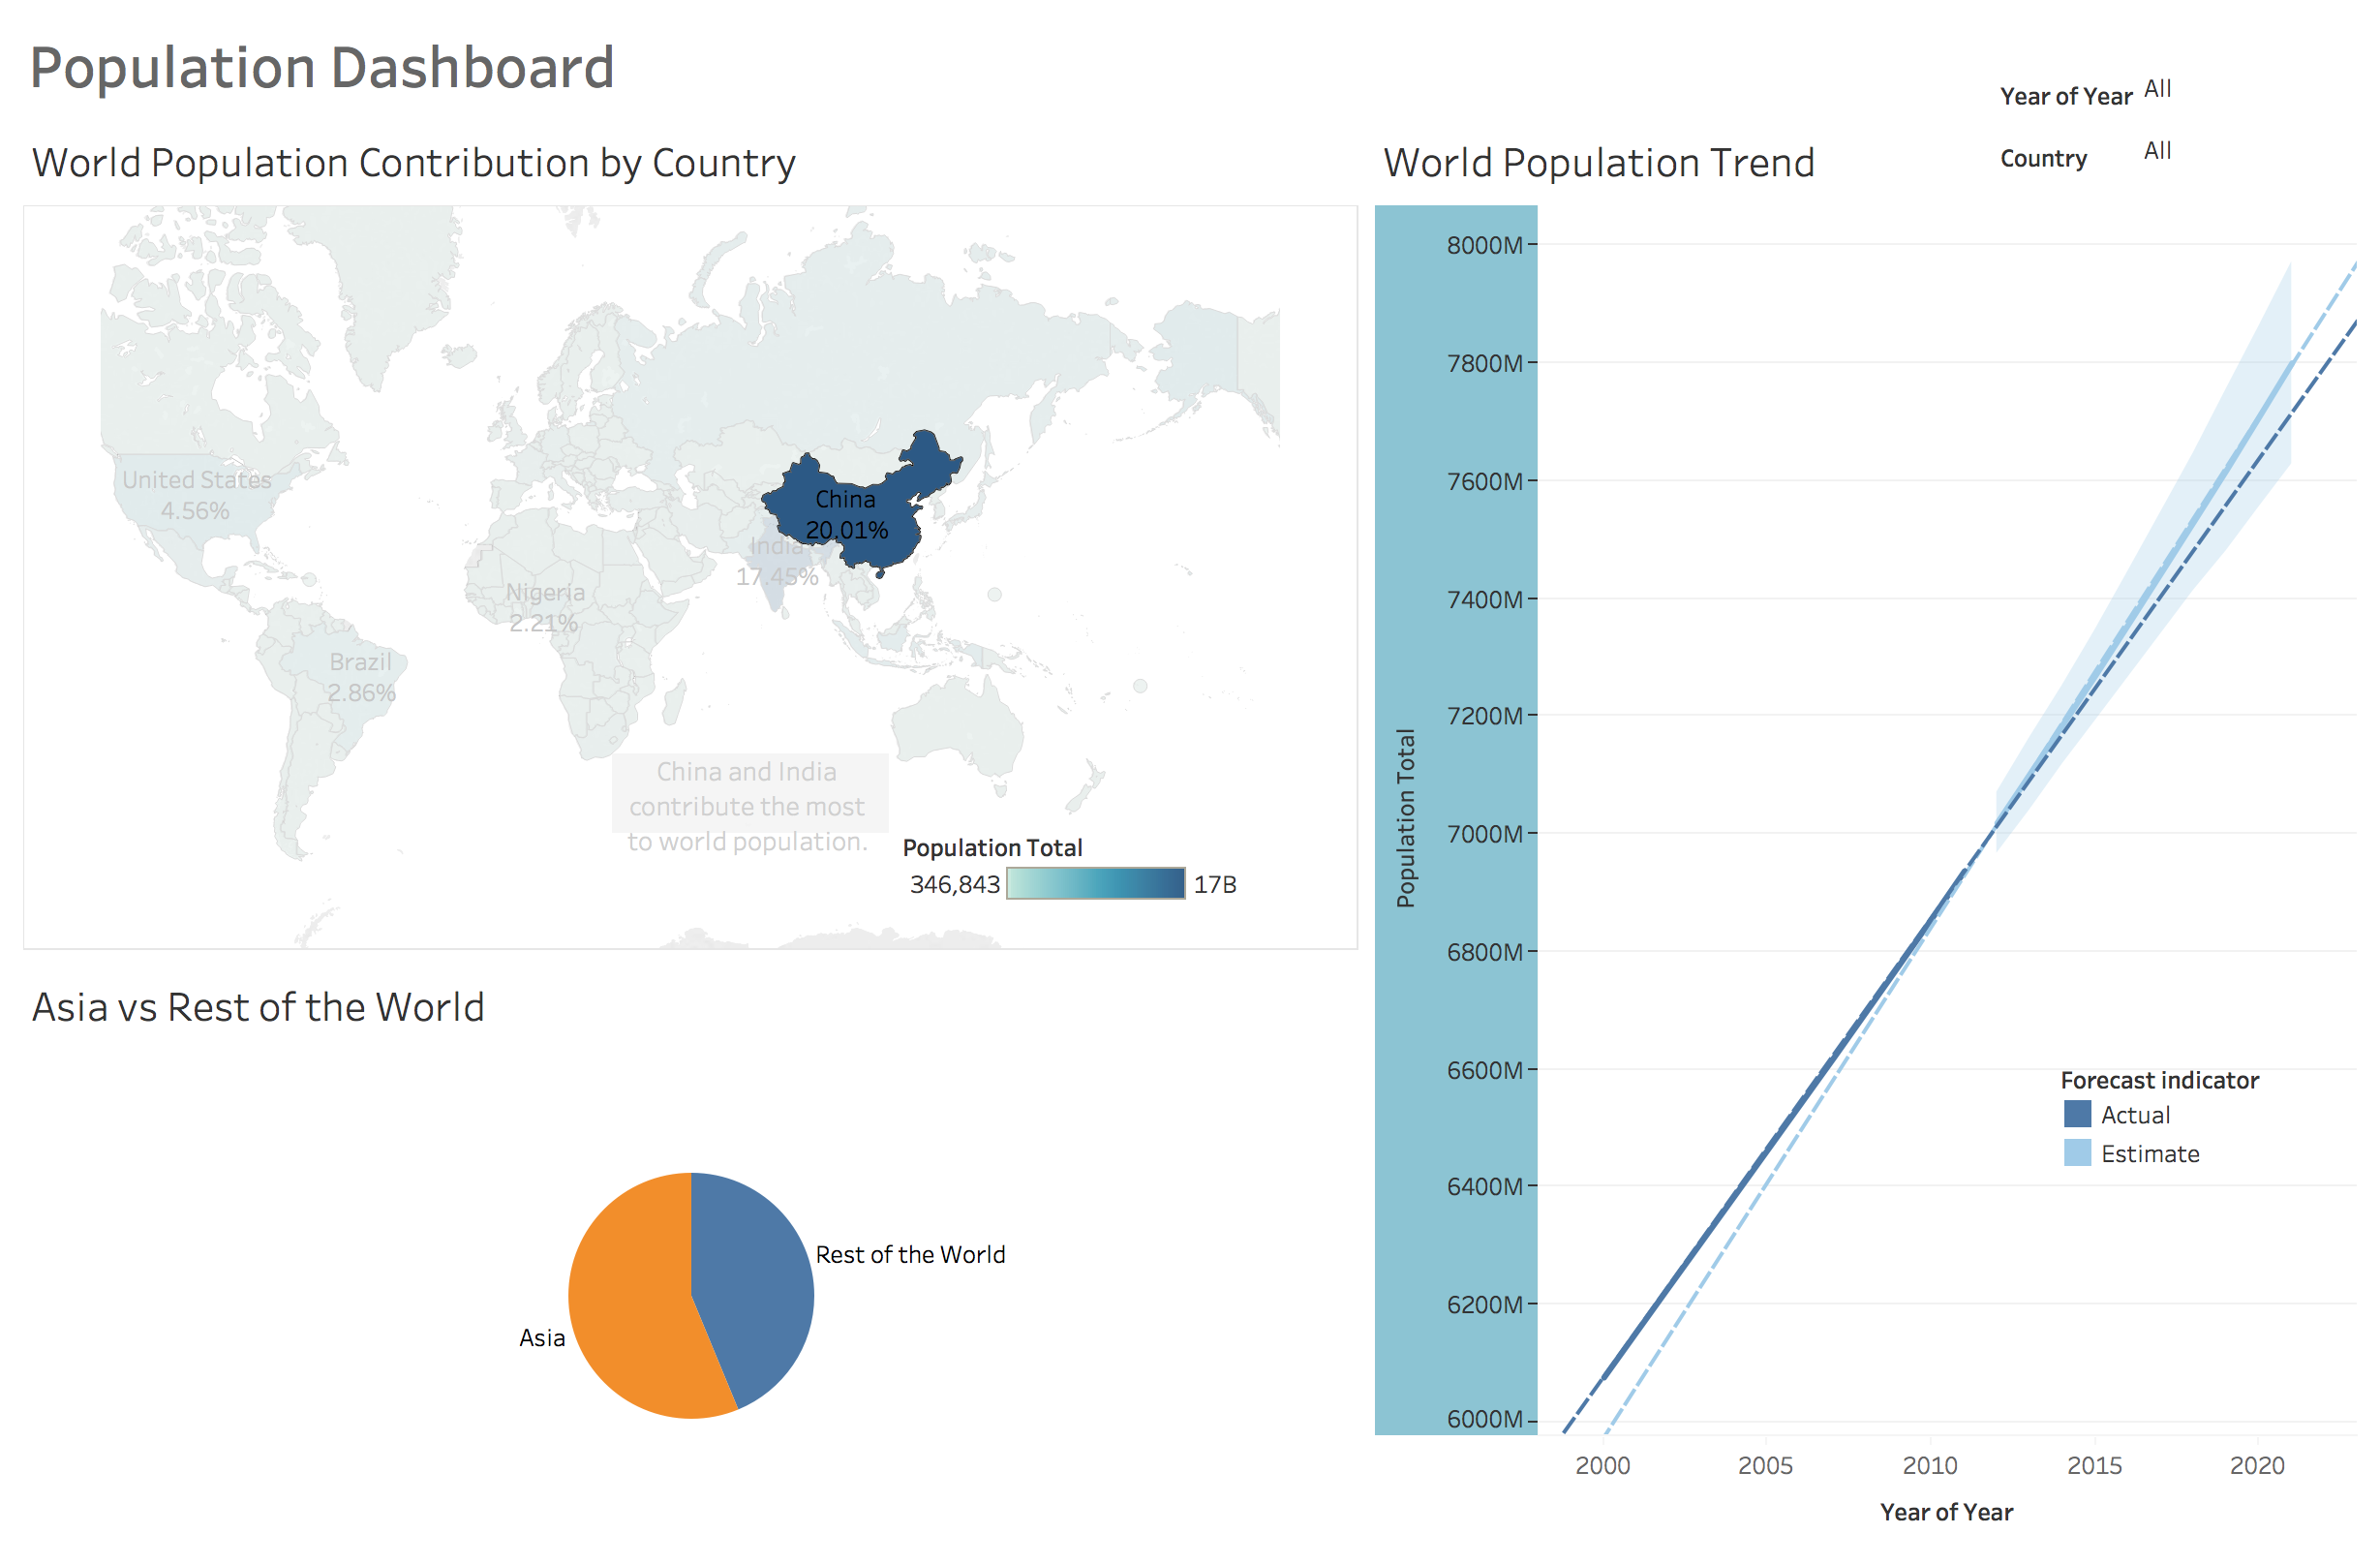 Population Dashboard
Year of Year All
Country All
World Population Contribution by Country
United States
4.56%
China
20.01%
India
17.45%
Nigeria
2.21%
Brazil
2.86%
China and India
contribute the most
to world population.
Population Total
346,843 17B
World Population Trend
Population Total
8000M
7800M
7600M
7400M
7200M
7000M
6800M
6600M
6400M
6200M
6000M
Forecast indicator
Actual
Estimate
2000 2005 2010 2015 2020
Year of Year
Asia vs Rest of the World
Rest of the World
Asia